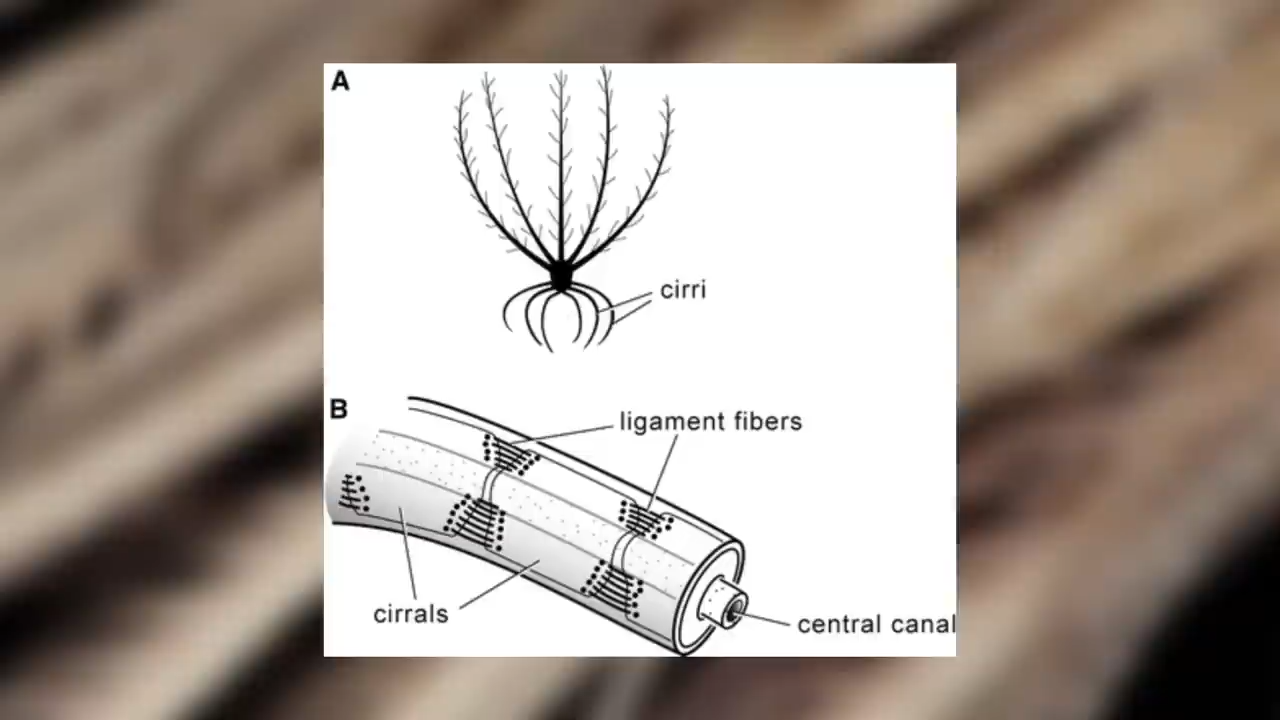 A
cirri
B
ligament fibers
cirrals
central canal